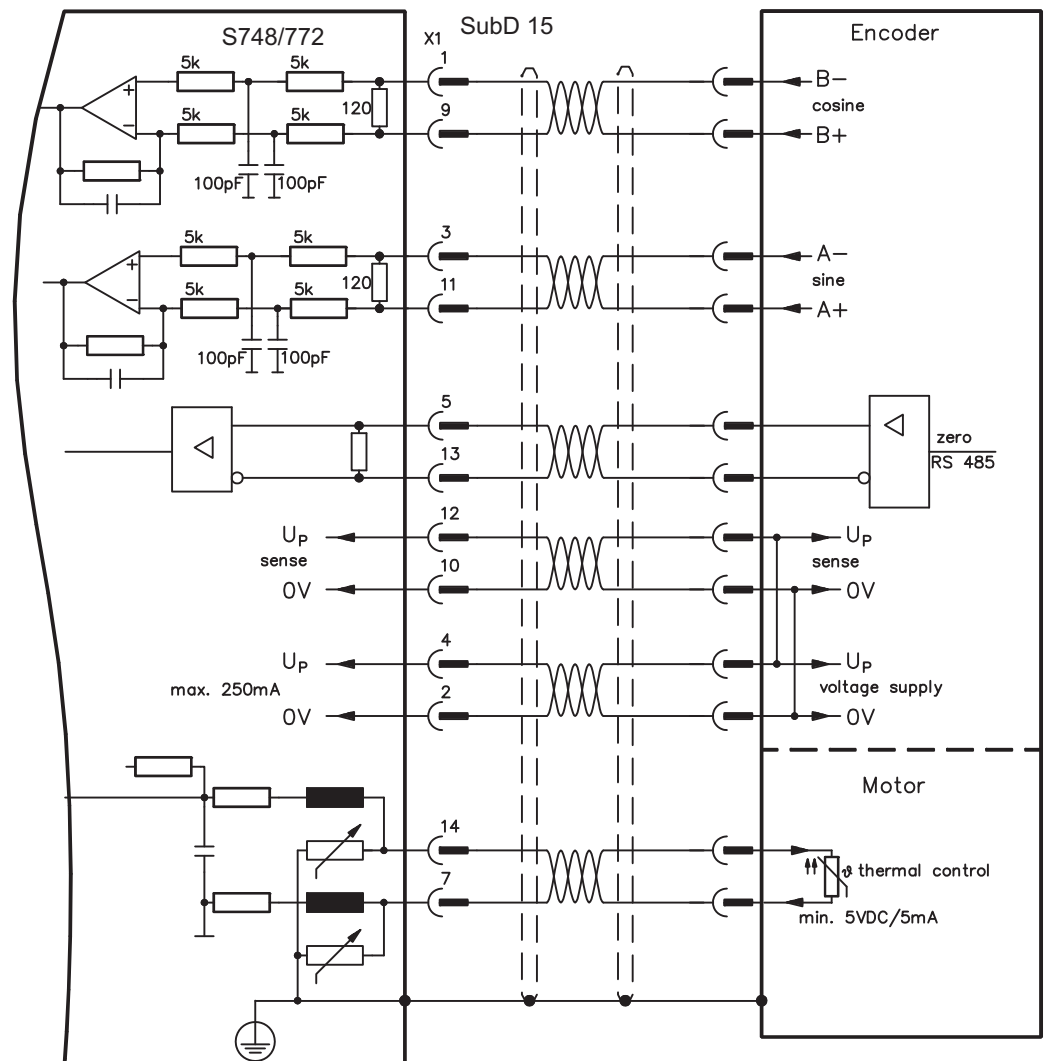 S748/772
X1
SubD 15
Encoder
5k
5k
1
B−
120
cosine
9
5k
5k
B+
100pF
100pF
5k
5k
3
A−
120
sine
11
5k
5k
A+
100pF
100pF
5
zero
13
RS 485
12
UP
UP
sense
sense
10
0V
0V
4
UP
UP
max. 250mA
voltage supply
2
0V
0V
Motor
14
ϑ thermal control
7
min. 5VDC/5mA